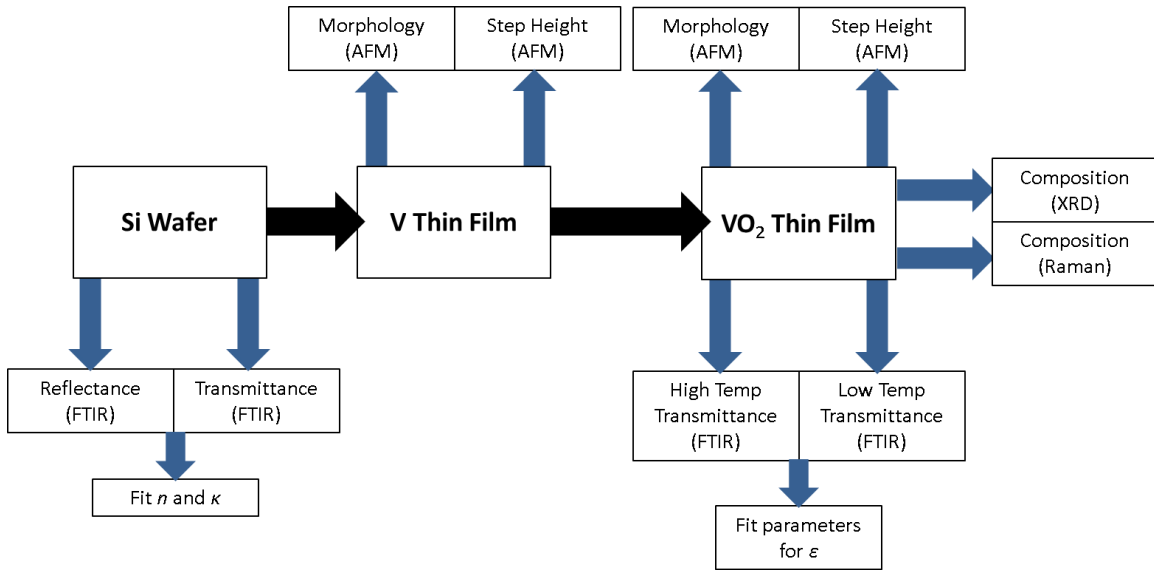 Morphology
(AFM)
Step Height
(AFM)
Morphology
(AFM)
Step Height
(AFM)
Si Wafer
V Thin Film
VO₂ Thin Film
Composition
(XRD)
Composition
(Raman)
Reflectance
(FTIR)
Transmittance
(FTIR)
High Temp
Transmittance
(FTIR)
Low Temp
Transmittance
(FTIR)
Fit n and κ
Fit parameters
for ε